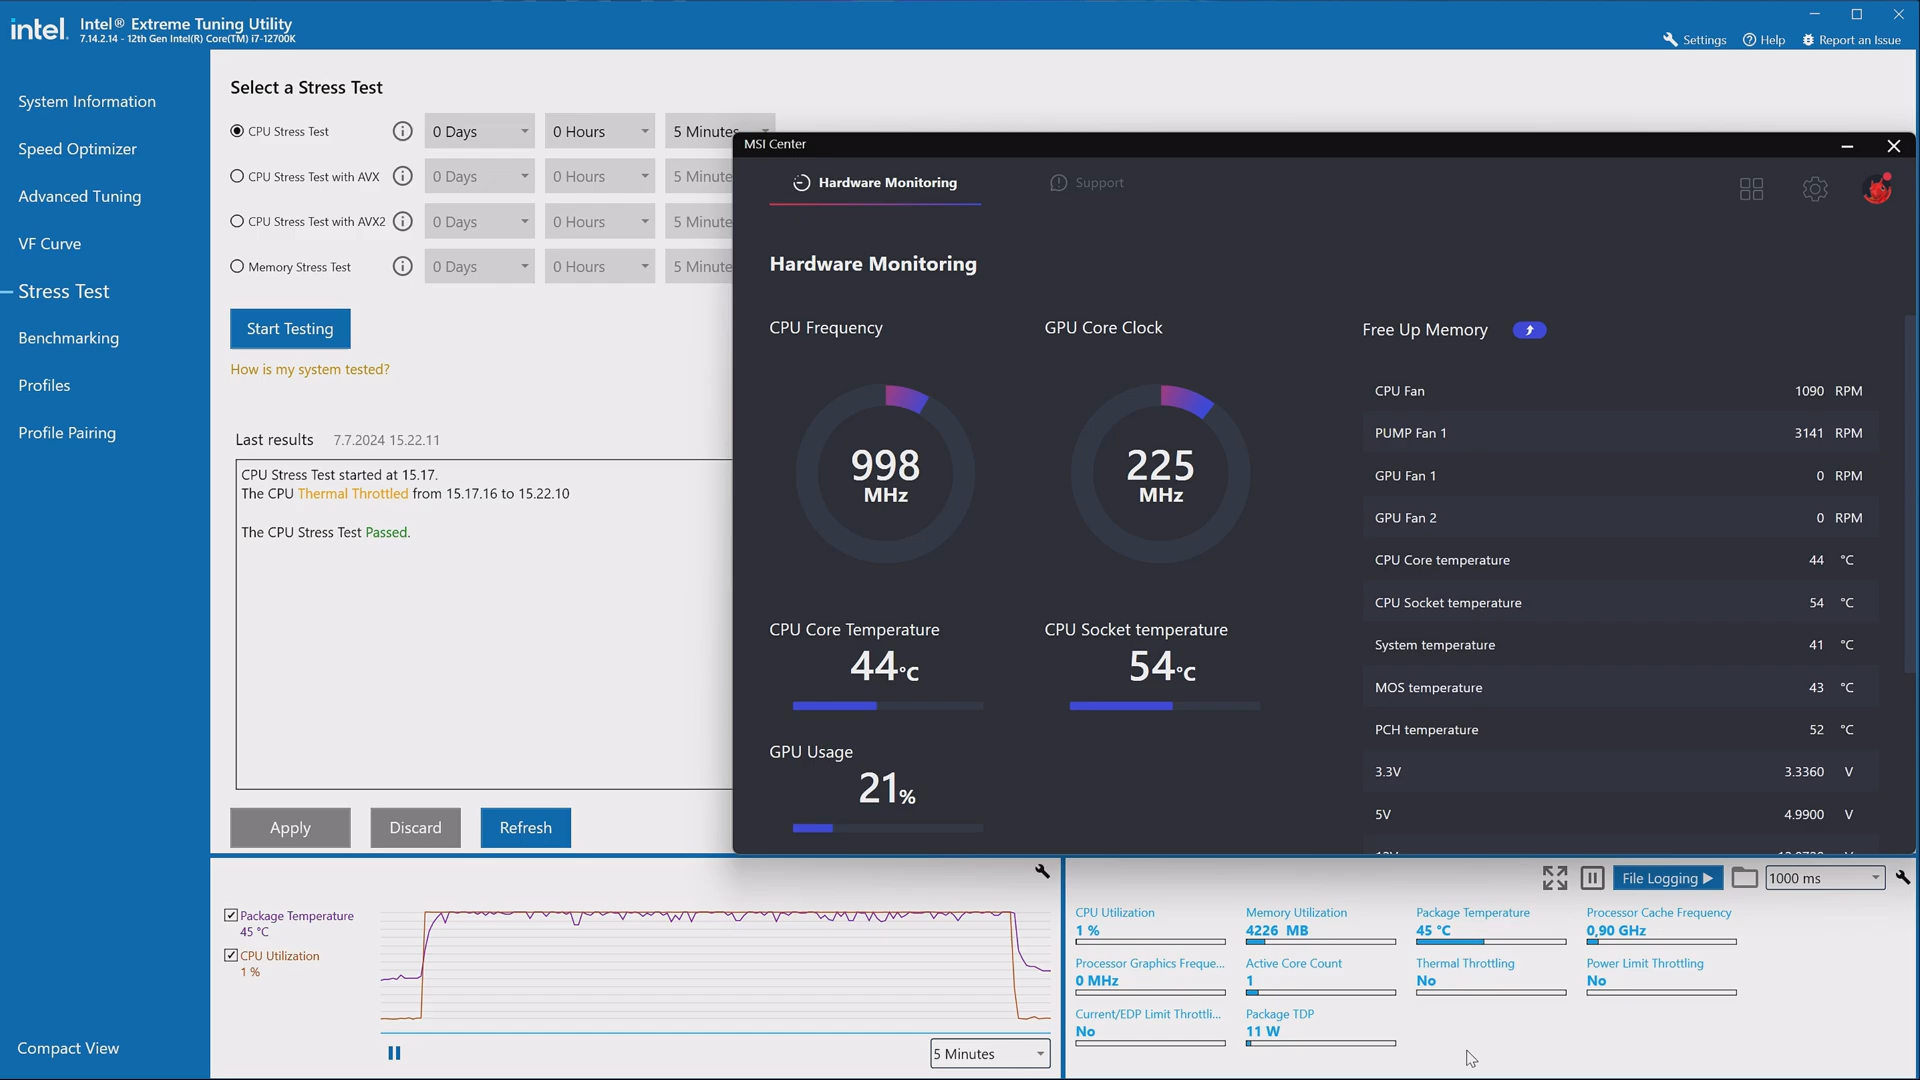 intel.
Intel® Extreme Tuning Utility
7.14.2.14 - 12th Gen Intel(R) Core(TM) i7-12700K
Settings
Help
Report an Issue
System Information
Speed Optimizer
Advanced Tuning
VF Curve
Stress Test
Benchmarking
Profiles
Profile Pairing
Compact View
Select a Stress Test
CPU Stress Test 0 Days 0 Hours 5 Minutes
CPU Stress Test with AVX 0 Days 0 Hours 5 Minute
CPU Stress Test with AVX2 0 Days 0 Hours 5 Minute
Memory Stress Test 0 Days 0 Hours 5 Minute
Start Testing
How is my system tested?
Last results 7.7.2024 15.22.11
CPU Stress Test started at 15.17.
The CPU Thermal Throttled from 15.17.16 to 15.22.10
The CPU Stress Test Passed.
Apply Discard Refresh
MSI Center
Hardware Monitoring
Support
Hardware Monitoring
CPU Frequency
998
MHz
GPU Core Clock
225
MHz
CPU Core Temperature
44°C
CPU Socket temperature
54°C
GPU Usage
21%
Free Up Memory
CPU Fan 1090 RPM
PUMP Fan 1 3141 RPM
GPU Fan 1 0 RPM
GPU Fan 2 0 RPM
CPU Core temperature 44 °C
CPU Socket temperature 54 °C
System temperature 41 °C
MOS temperature 43 °C
PCH temperature 52 °C
3.3V 3.3360 V
5V 4.9900 V
Package Temperature
45 °C
CPU Utilization
1 %
5 Minutes
File Logging
1000 ms
CPU Utilization
1 %
Memory Utilization
4226 MB
Package Temperature
45 °C
Processor Cache Frequency
0,90 GHz
Processor Graphics Freque...
0 MHz
Active Core Count
1
Thermal Throttling
No
Power Limit Throttling
No
Current/EDP Limit Throttli...
No
Package TDP
11 W